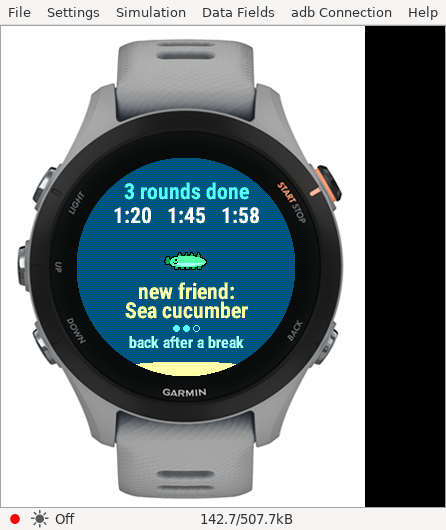 File Settings Simulation Data Fields adb Connection Help
3 rounds done
1:20 1:45 1:58
START STOP
LIGHT
UP
new friend:
Sea cucumber
back after a break
DOWN
BACK
GARMIN
Off 142.7/507.7kB